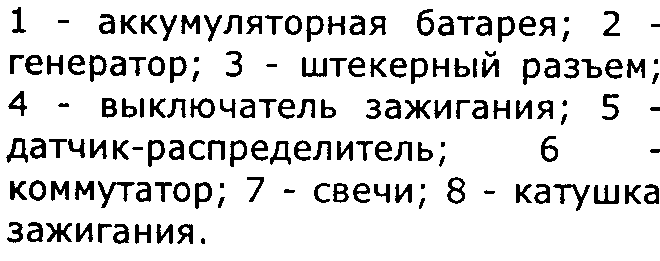 1 - аккумуляторная батарея; 2 -
генератор; 3 - штекерный разъем;
4 - выключатель зажигания; 5 -
датчик-распределитель; 6 -
коммутатор; 7 - свечи; 8 - катушка
зажигания.